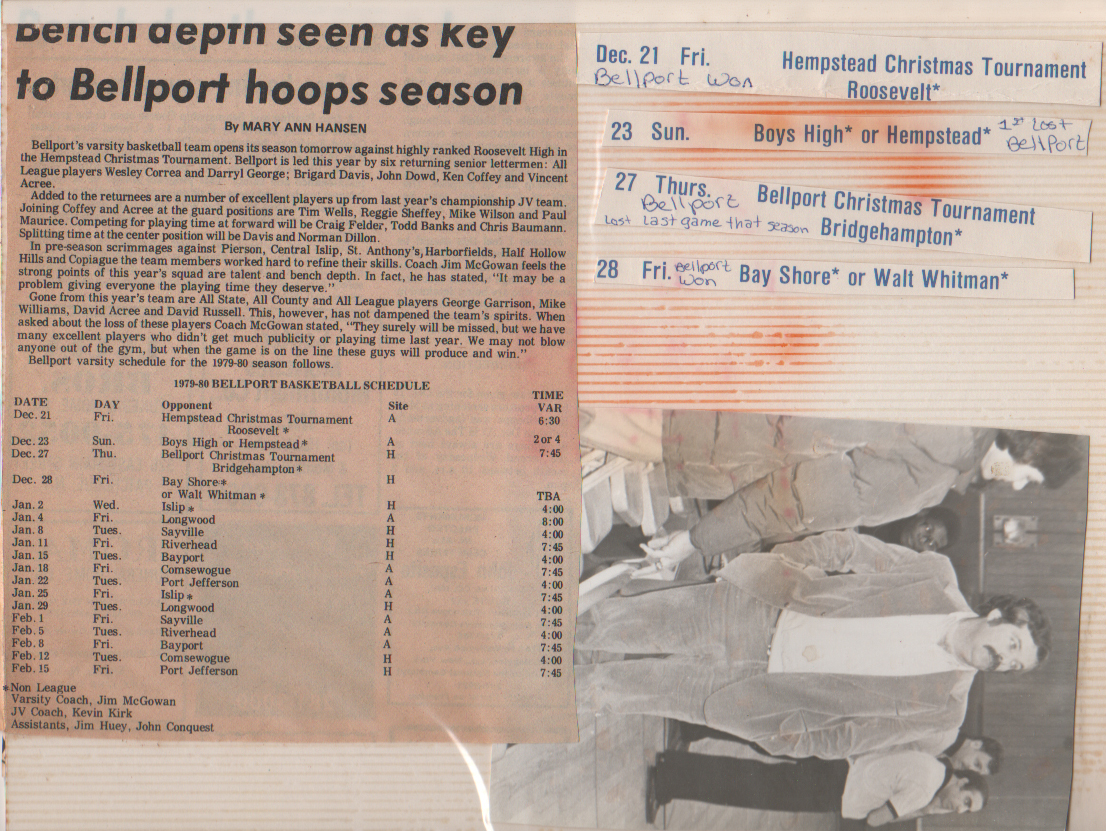 Bench depth seen as key
to Bellport hoops season
By MARY ANN HANSEN
Bellport's varsity basketball team opens its season tomorrow against highly ranked Roosevelt High in
the Hempstead Christmas Tournament. Bellport is led this year by six returning senior lettermen: All
League players Wesley Correa and Darryl George; Brigard Davis, John Dowd, Ken Coffey and Vincent
Acree.
Added to the returnees are a number of excellent players up from last year's championship JV team.
Joining Coffey and Acree at the guard positions are Tim Wells, Reggie Sheffey, Mike Wilson and Paul
Maurice. Competing for playing time at forward will be Craig Felder, Todd Banks and Chris Baumann.
Splitting time at the center position will be Davis and Norman Dillon.
In pre-season scrimmages against Pierson, Central Islip, St. Anthony's, Harborfields, Half Hollow
Hills and Copiague the team members worked hard to refine their skills. Coach Jim McGowan feels the
strong points of this year's squad are talent and bench depth. In fact, he has stated, "It may be a
problem giving everyone the playing time they deserve."
Gone from this year's team are All State, All County and All League players George Garrison, Mike
Williams, David Acree and David Russell. This, however, has not dampened the team's spirits. When
asked about the loss of these players Coach McGowan stated, "They surely will be missed, but we have
many excellent players who didn't get much publicity or playing time last year. We may not blow
anyone out of the gym, but when the game is on the line these guys will produce and win."
Bellport varsity schedule for the 1979-80 season follows.
1979-80 BELLPORT BASKETBALL SCHEDULE
DATE DAY Opponent Site TIME VAR
Dec. 21 Fri. Hempstead Christmas Tournament A 6:30
Roosevelt *
Dec. 23 Sun. Boys High or Hempstead * A 2 or 4
Dec. 27 Thu. Bellport Christmas Tournament H 7:45
Bridgehampton *
Dec. 28 Fri. Bay Shore * H
or Walt Whitman * TBA
Jan. 2 Wed. Islip * H 4:00
Jan. 4 Fri. Longwood A 8:00
Jan. 8 Tues. Sayville H 4:00
Jan. 11 Fri. Riverhead H 7:45
Jan. 15 Tues. Bayport H 4:00
Jan. 18 Fri. Comsewogue A 7:45
Jan. 22 Tues. Port Jefferson A 4:00
Jan. 25 Fri. Islip * A 7:45
Jan. 29 Tues. Longwood H 4:00
Feb. 1 Fri. Sayville A 7:45
Feb. 5 Tues. Riverhead A 4:00
Feb. 8 Fri. Bayport A 7:45
Feb. 12 Tues. Comsewogue H 4:00
Feb. 15 Fri. Port Jefferson H 7:45
*Non League
Varsity Coach, Jim McGowan
JV Coach, Kevin Kirk
Assistants, Jim Huey, John Conquest
Dec. 21 Fri. Hempstead Christmas Tournament
Bellport Won Roosevelt*
23 Sun. Boys High* or Hempstead* 1st Lost
Bellport
27 Thurs. Bellport Christmas Tournament
Bellport
Lost last game that season Bridgehampton*
28 Fri. Bellport Won Bay Shore* or Walt Whitman*